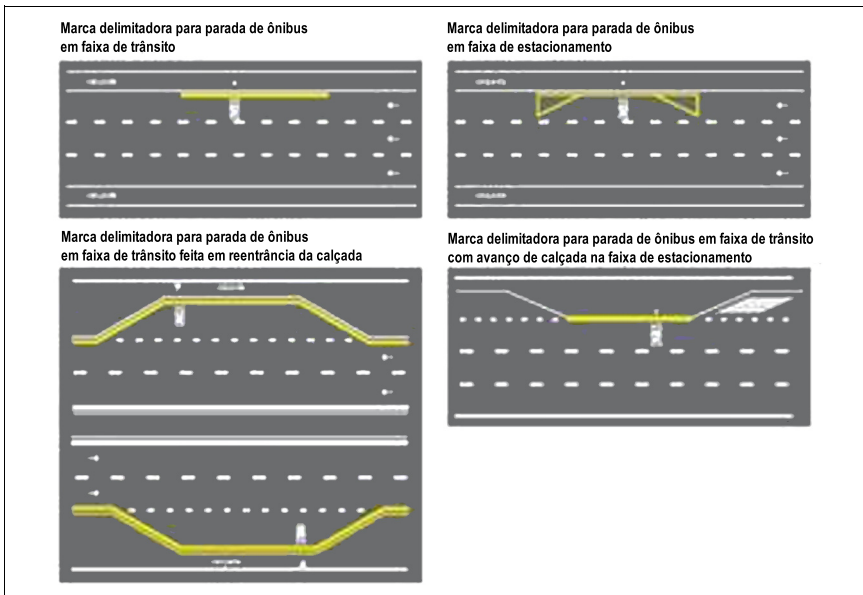 Marca delimitadora para parada de ônibus
em faixa de trânsito
Marca delimitadora para parada de ônibus
em faixa de estacionamento
Marca delimitadora para parada de ônibus
em faixa de trânsito feita em reentrância da calçada
Marca delimitadora para parada de ônibus em faixa de trânsito
com avanço de calçada na faixa de estacionamento